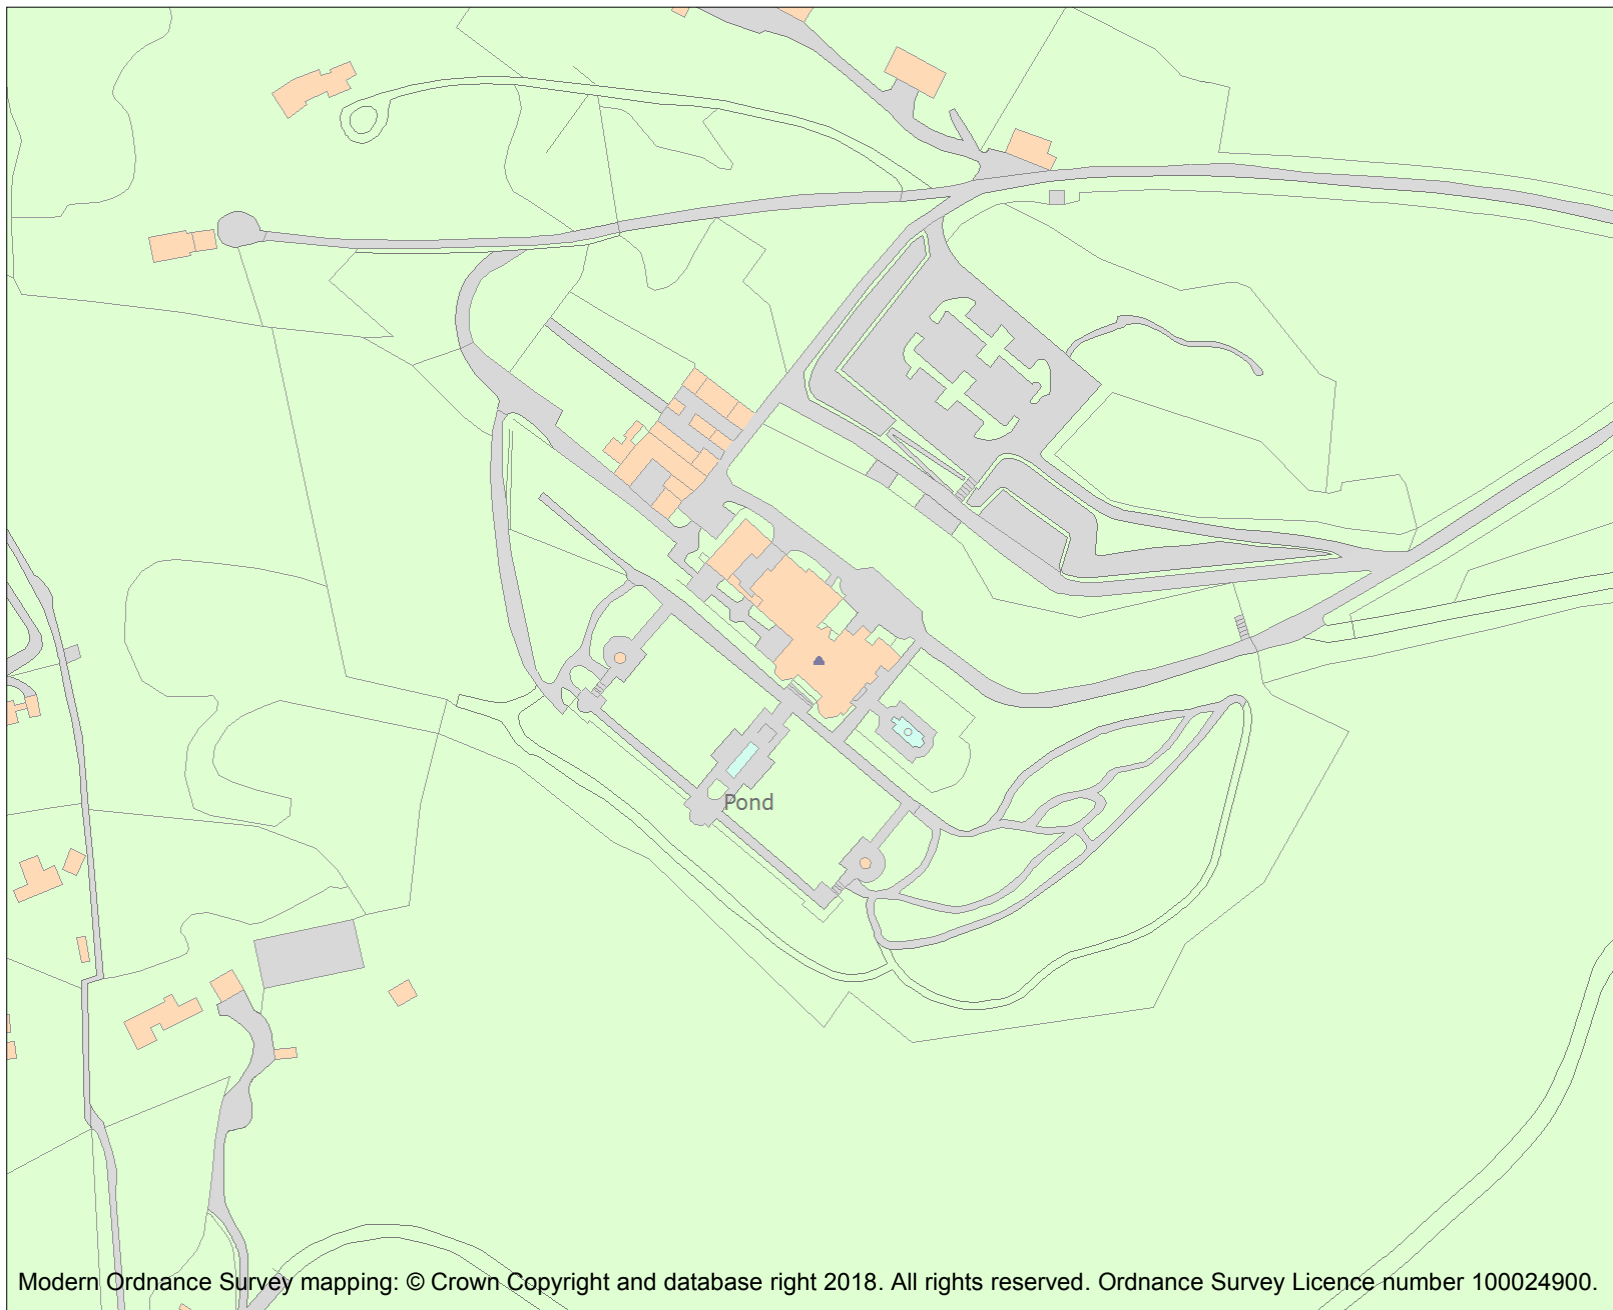 Pond
Modern Ordnance Survey mapping: © Crown Copyright and database right 2018. All rights reserved. Ordnance Survey Licence number 100024900.